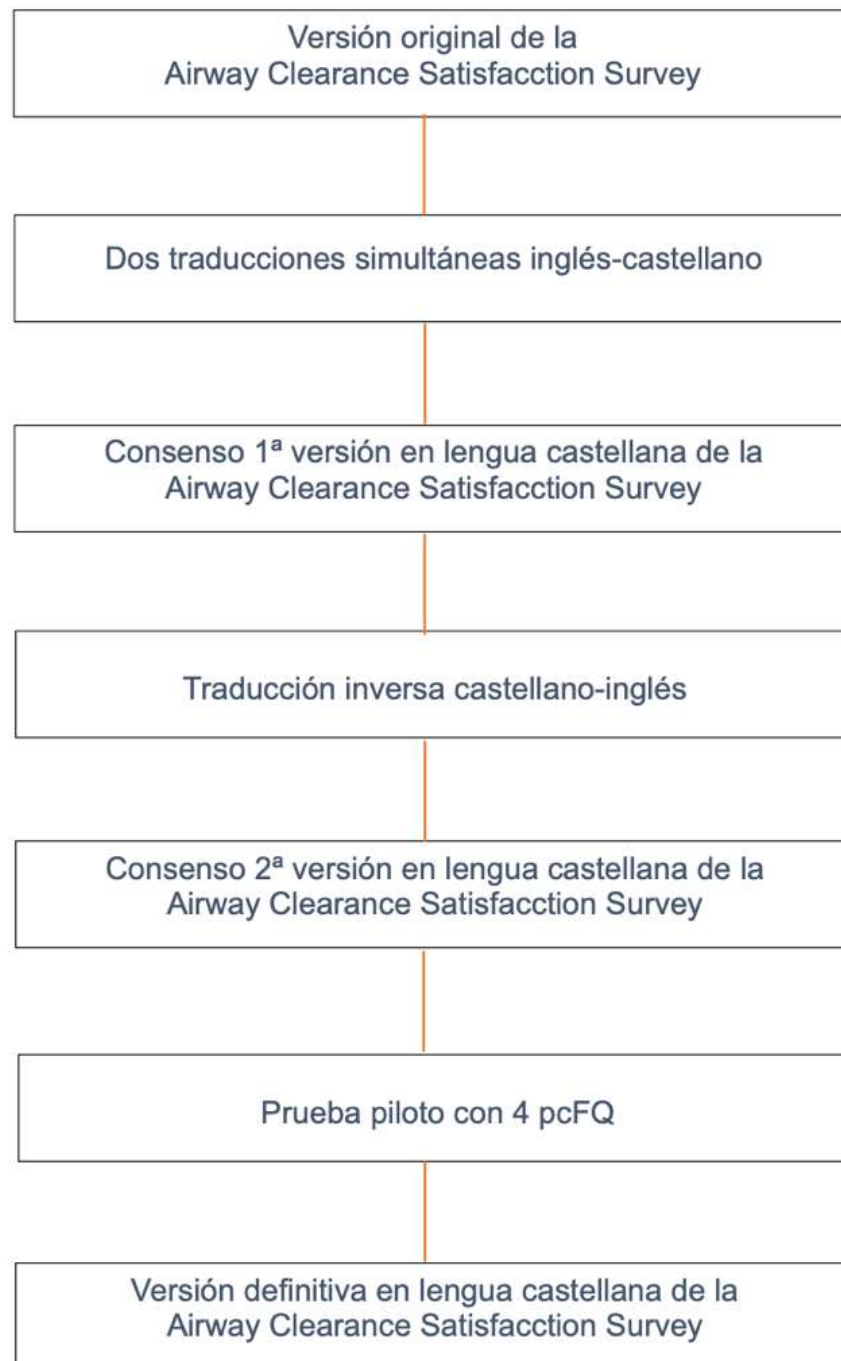 Versión original de la
Airway Clearance Satisfacction Survey
Dos traducciones simultáneas inglés-castellano
Consenso 1ª versión en lengua castellana de la
Airway Clearance Satisfacction Survey
Traducción inversa castellano-inglés
Consenso 2ª versión en lengua castellana de la
Airway Clearance Satisfacction Survey
Prueba piloto con 4 pcFQ
Versión definitiva en lengua castellana de la
Airway Clearance Satisfacction Survey